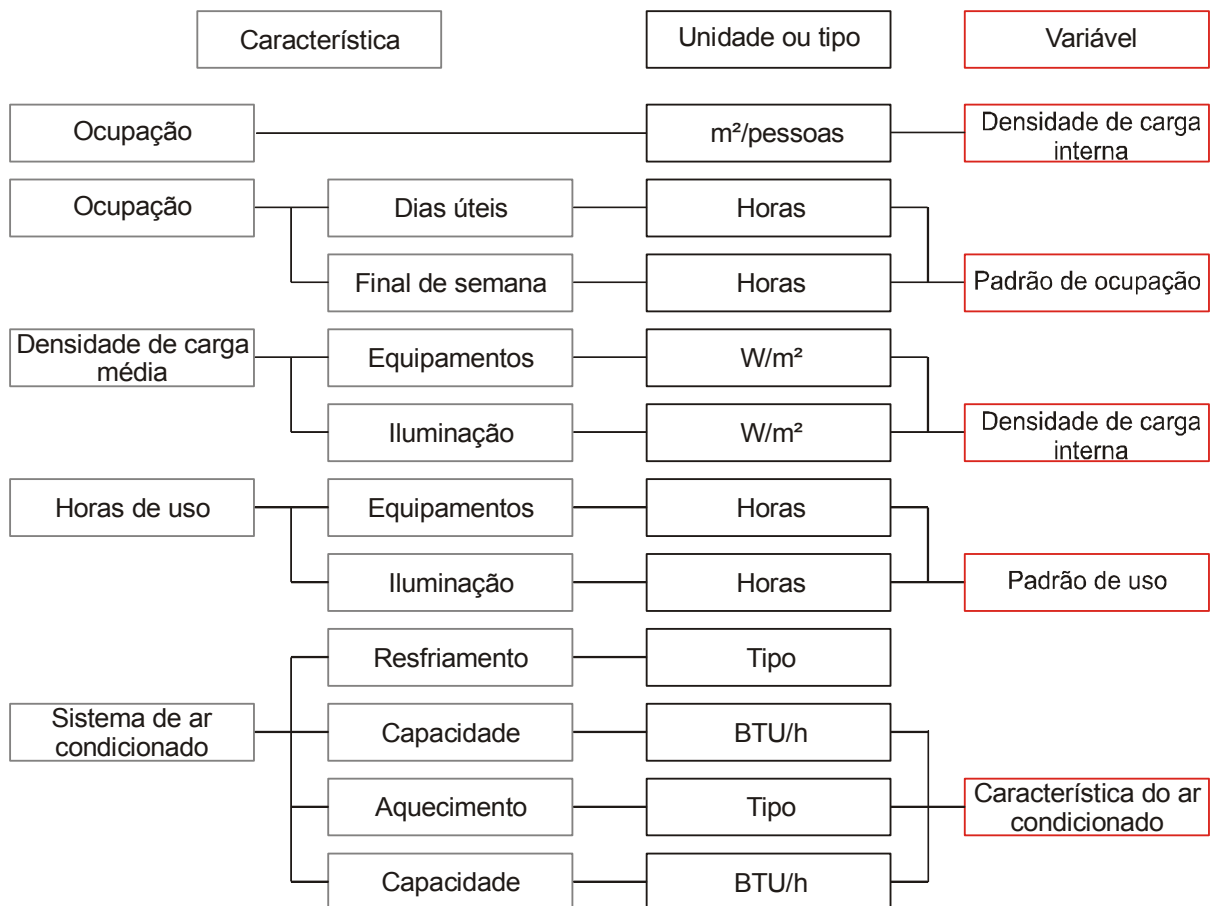 Característica
Unidade ou tipo
Variável
Ocupação
m²/pessoas
Densidade de carga
interna
Ocupação
Dias úteis
Horas
Final de semana
Horas
Padrão de ocupação
Densidade de carga
média
Equipamentos
W/m²
Iluminação
W/m²
Densidade de carga
interna
Horas de uso
Equipamentos
Horas
Iluminação
Horas
Padrão de uso
Resfriamento
Tipo
Sistema de ar
condicionado
Capacidade
BTU/h
Aquecimento
Tipo
Característica do ar
condicionado
Capacidade
BTU/h